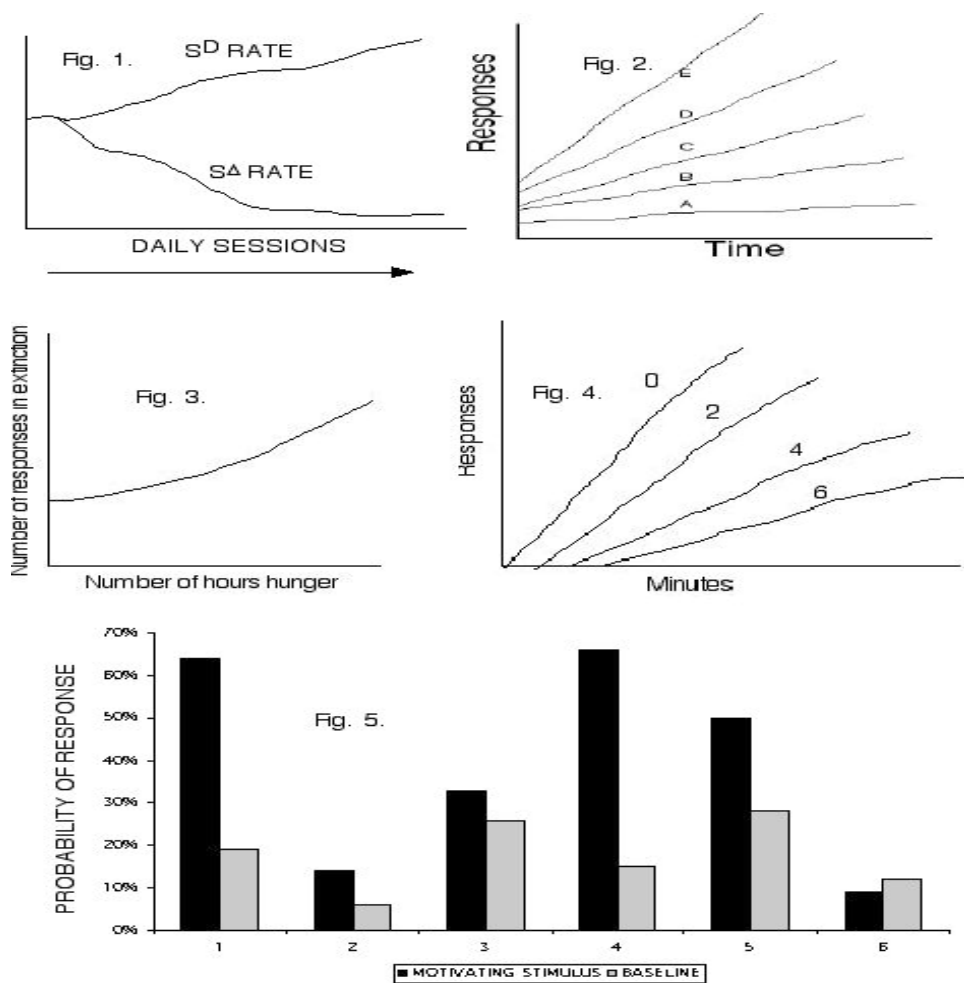 Fig. 1.
SD RATE
SΔ RATE
DAILY SESSIONS
Fig. 2.
Responses
E
D
C
B
A
Time
Fig. 3.
Number of responses in extinction
Number of hours hunger
Fig. 4.
Responses
0
2
4
6
Minutes
Fig. 5.
PROBABILITY OF RESPONSE
70%
60%
50%
40%
30%
20%
10%
0%
1 2 3 4 5 6
MOTIVATING STIMULUS BASELINE